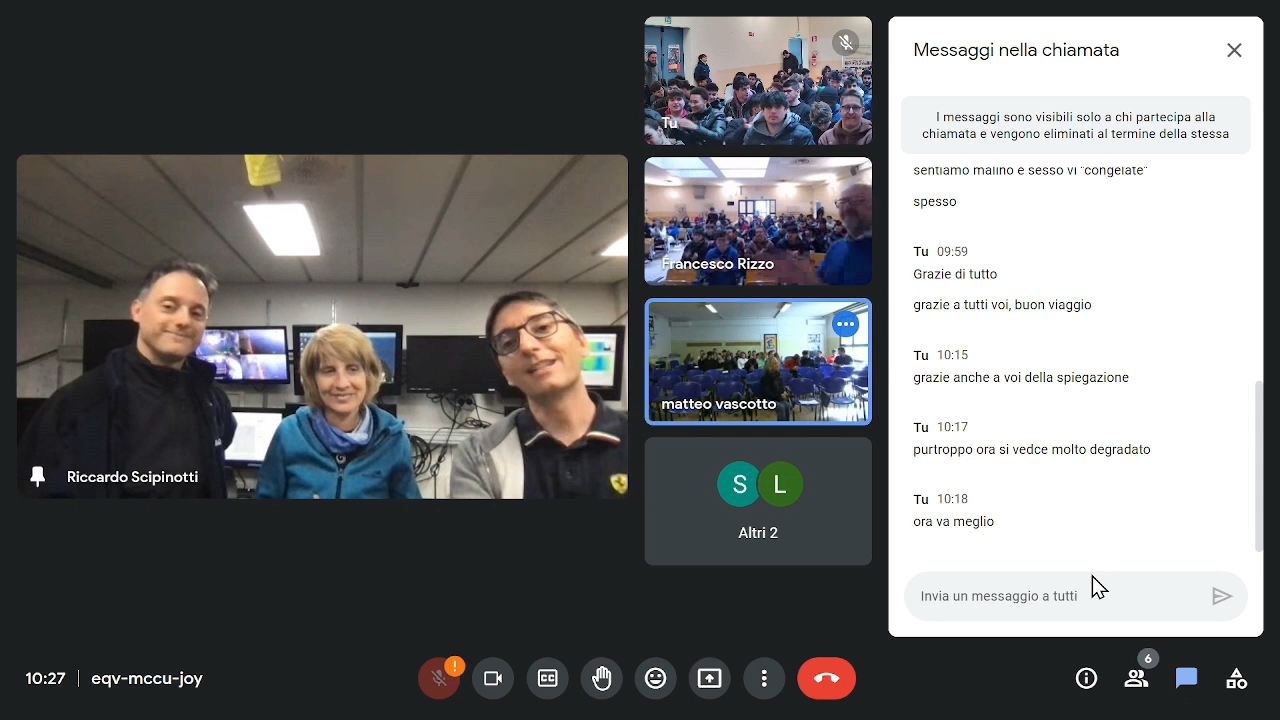 Messaggi nella chiamata
I messaggi sono visibili solo a chi partecipa alla
chiamata e vengono eliminati al termine della stessa
sentiamo malino e sesso vi "congelate"
spesso
Tu 09:59
Grazie di tutto
grazie a tutti voi, buon viaggio
Tu 10:15
grazie anche a voi della spiegazione
Tu 10:17
purtroppo ora si vedce molto degradato
Tu 10:18
ora va meglio
Invia un messaggio a tutti
Tu
Francesco Rizzo
matteo vascotto
S L
Altri 2
Riccardo Scipinotti
10:27 eqv-mccu-joy
!
CC
6